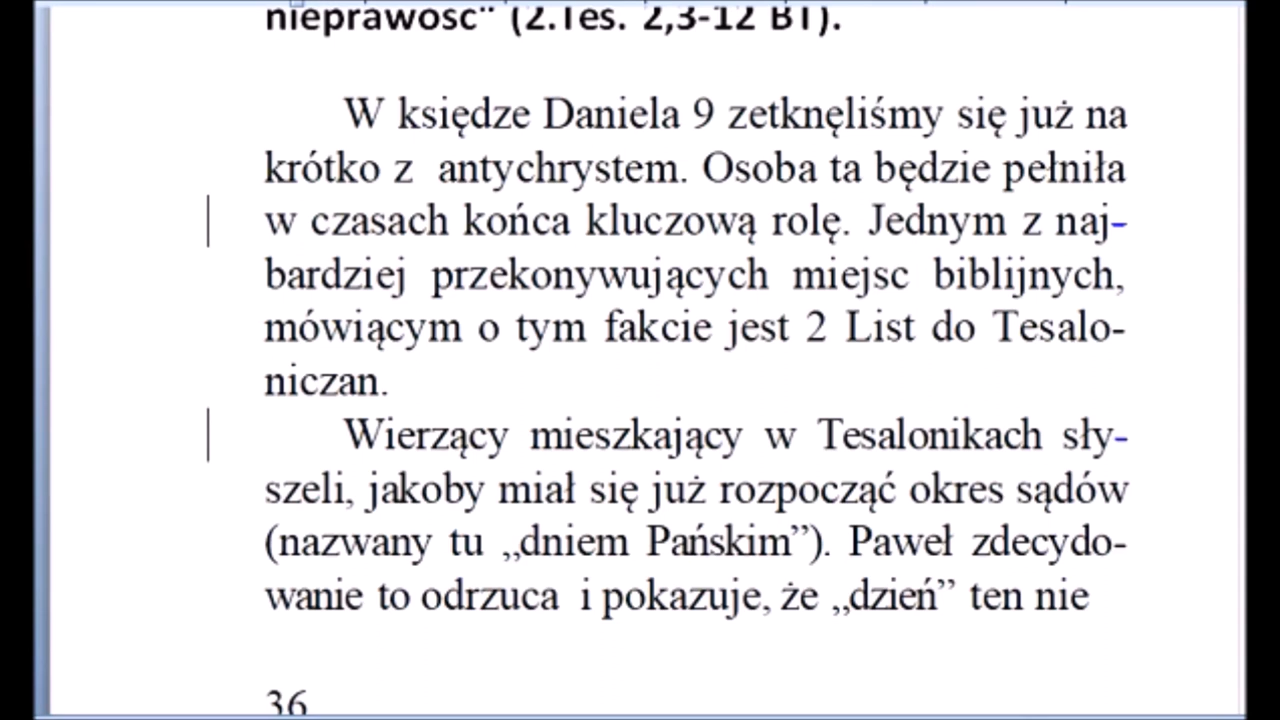 nieprawość" (2.Tes. 2,3-12 BT).
W księdze Daniela 9 zetknęliśmy się już na
krótko z antychrystem. Osoba ta będzie pełniła
w czasach końca kluczową rolę. Jednym z naj-
bardziej przekonywujących miejsc biblijnych,
mówiącym o tym fakcie jest 2 List do Tesalo-
niczan.
Wierzący mieszkający w Tesalonikach sły-
szeli, jakoby miał się już rozpocząć okres sądów
(nazwany tu „dniem Pańskim”). Paweł zdecydo-
wanie to odrzuca i pokazuje, że „dzień” ten nie
36